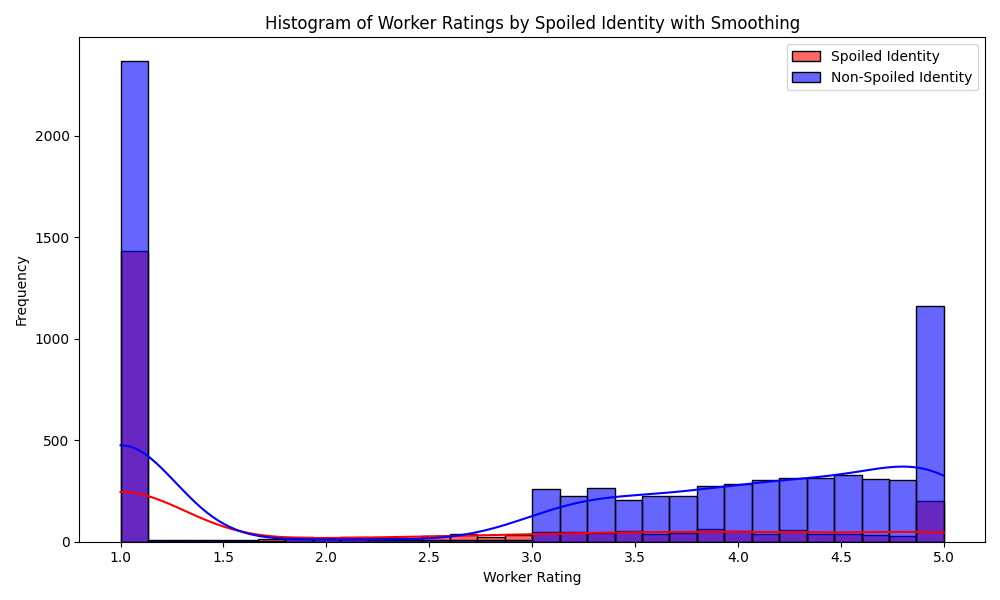 Histogram of Worker Ratings by Spoiled Identity with Smoothing
Spoiled Identity
Non-Spoiled Identity
Frequency
2000
1500
1000
500
0
1.0 1.5 2.0 2.5 3.0 3.5 4.0 4.5 5.0
Worker Rating